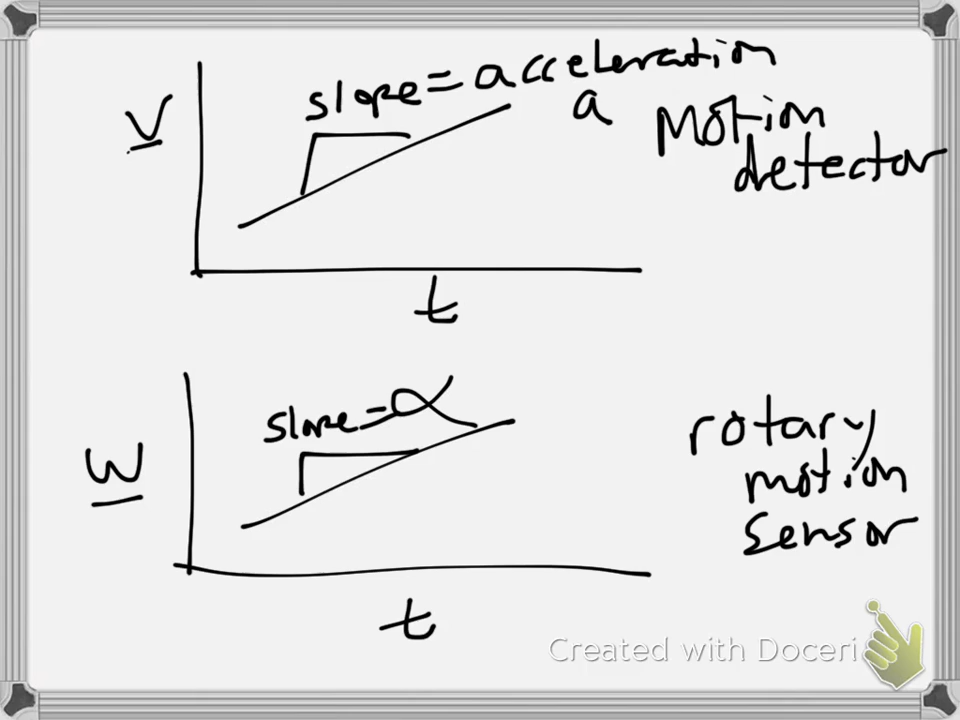 slope = acceleration
a
V
Motion
detector
t
slope = α
ω
rotary
motion
sensor
t
Created with Doceri